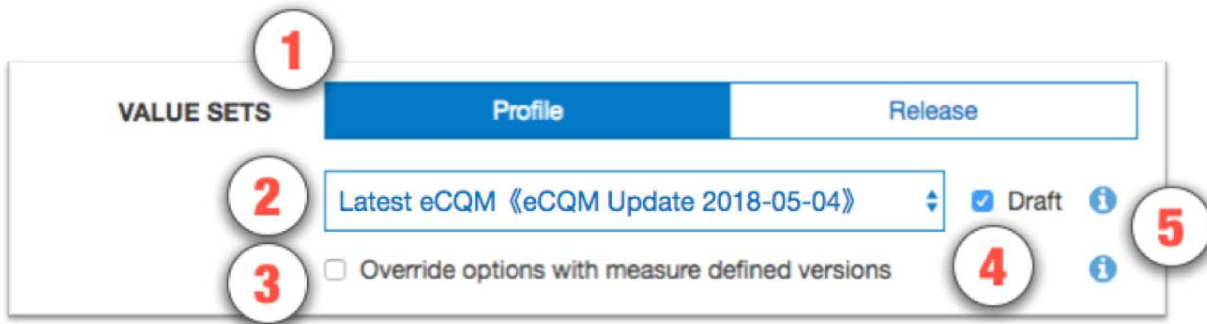 1
VALUE SETS Profile Release
2 Latest eCQM 《eCQM Update 2018-05-04》 Draft i 5
3 Override options with measure defined versions 4 i